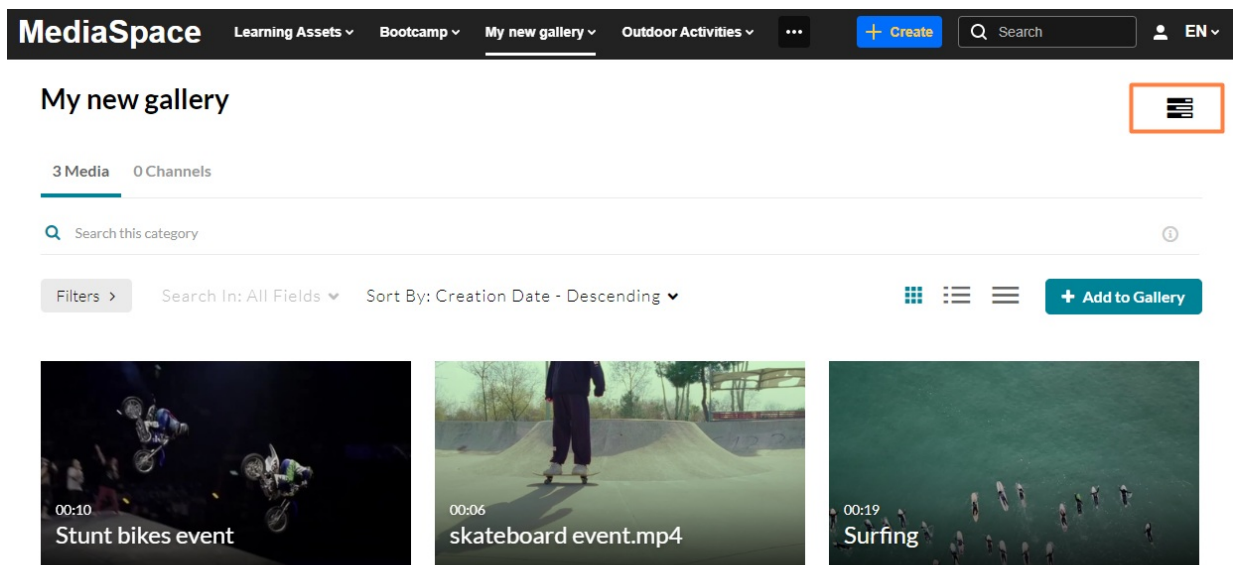 MediaSpace Learning Assets Bootcamp My new gallery Outdoor Activities ••• + Create Search EN
My new gallery
3 Media 0 Channels
Search this category
Filters > Search In: All Fields Sort By: Creation Date - Descending + Add to Gallery
00:10 00:06 00:19
Stunt bikes event skateboard event.mp4 Surfing